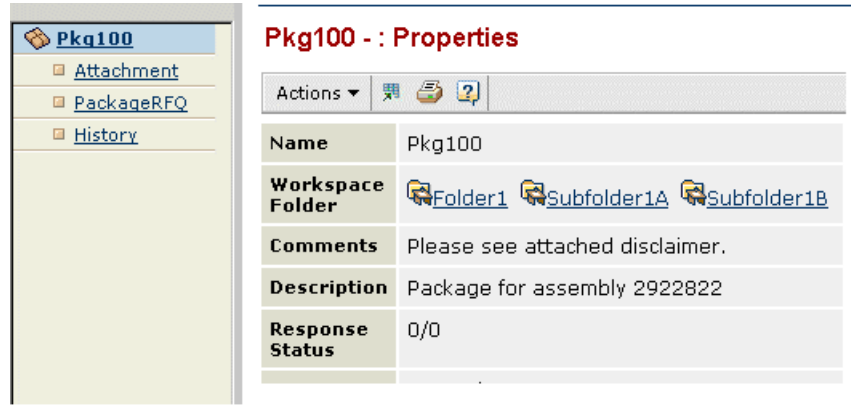 Pkg100
Attachment
PackageRFQ
History
Pkg100 - : Properties
Actions
Name Pkg100
Workspace Folder Folder1 Subfolder1A Subfolder1B
Comments Please see attached disclaimer.
Description Package for assembly 2922822
Response Status 0/0